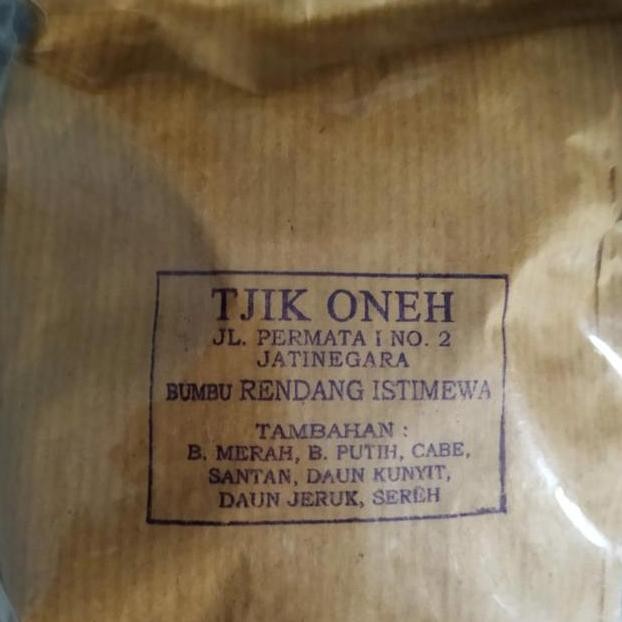 TJIK ONEH
JL. PERMATA I NO. 2
JATINEGARA
BUMBU RENDANG ISTIMEWA
TAMBAHAN :
B. MERAH, B. PUTIH, CABE,
SANTAN, DAUN KUNYIT,
DAUN JERUK, SEREH